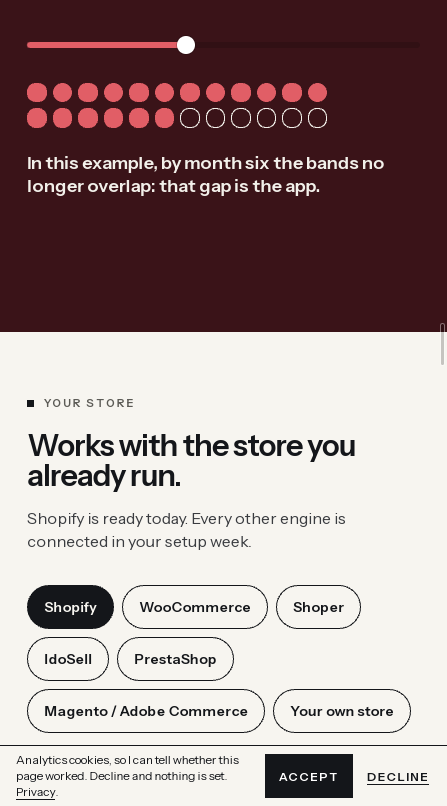 In this example, by month six the bands no
longer overlap: that gap is the app.
YOUR STORE
Works with the store you
already run.
Shopify is ready today. Every other engine is
connected in your setup week.
Shopify
WooCommerce
Shoper
IdoSell
PrestaShop
Magento / Adobe Commerce
Your own store
Analytics cookies, so I can tell whether this
page worked. Decline and nothing is set.
Privacy.
ACCEPT
DECLINE